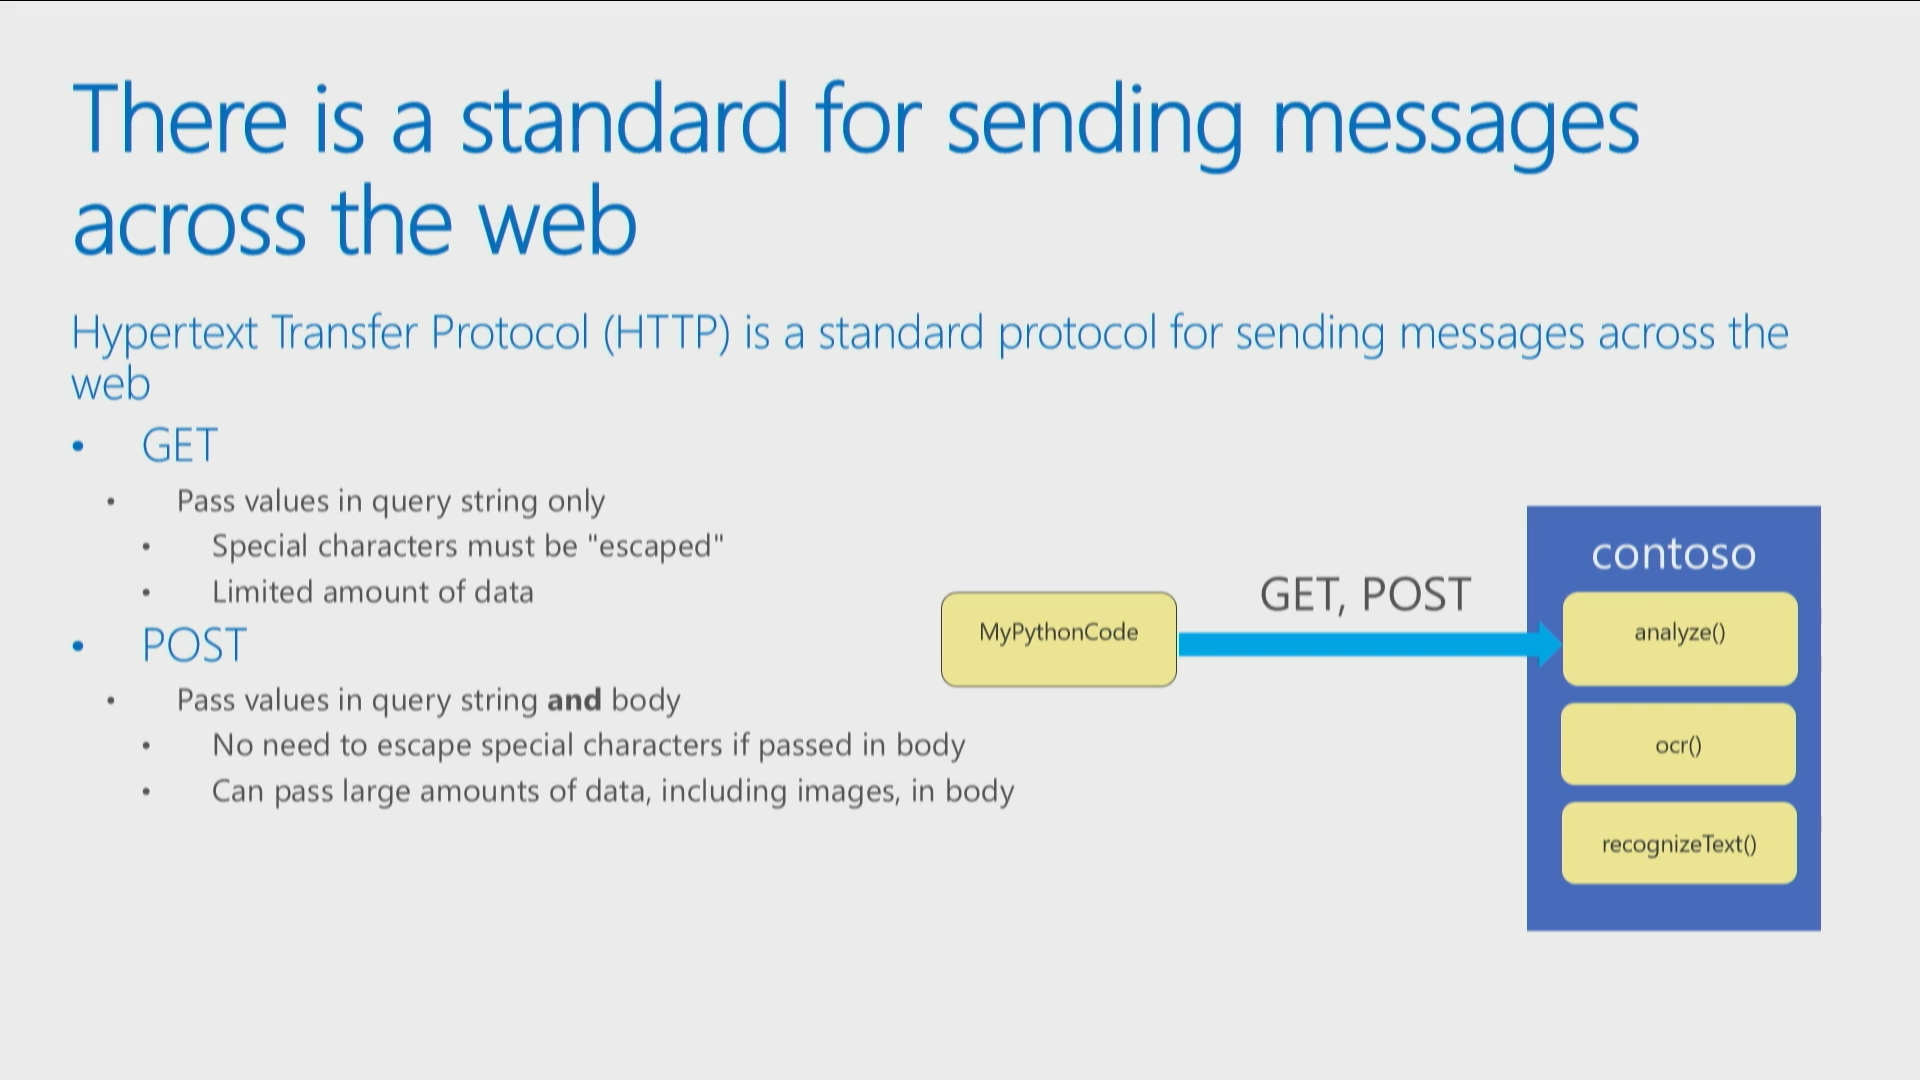 There is a standard for sending messages
across the web
Hypertext Transfer Protocol (HTTP) is a standard protocol for sending messages across the
web
• GET
• Pass values in query string only
• Special characters must be "escaped"
• Limited amount of data
• POST
• Pass values in query string and body
• No need to escape special characters if passed in body
• Can pass large amounts of data, including images, in body
MyPythonCode
GET, POST
contoso
analyze()
ocr()
recognizeText()